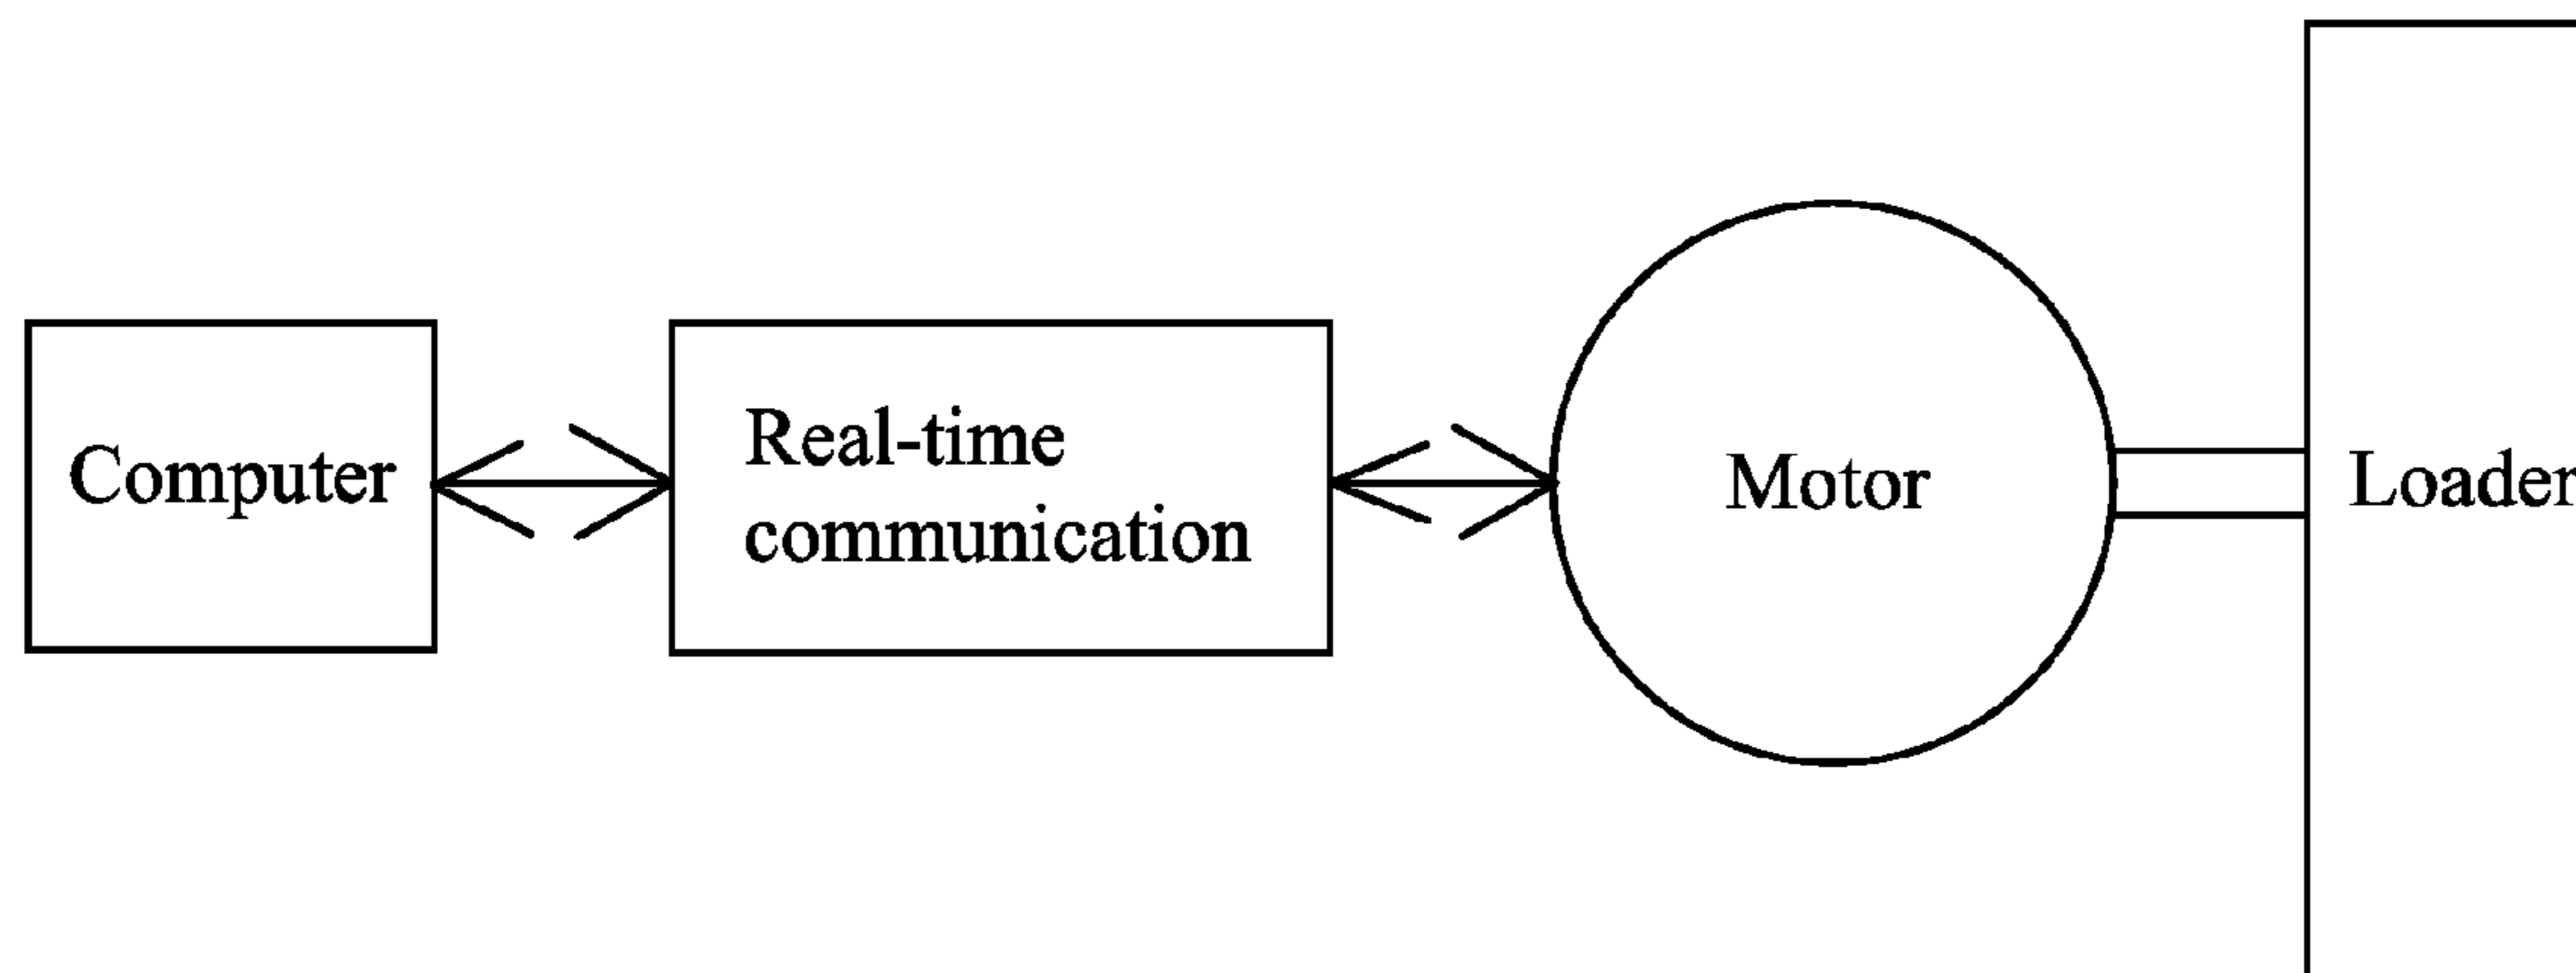 Computer
Real-time
communication
Motor
Loader